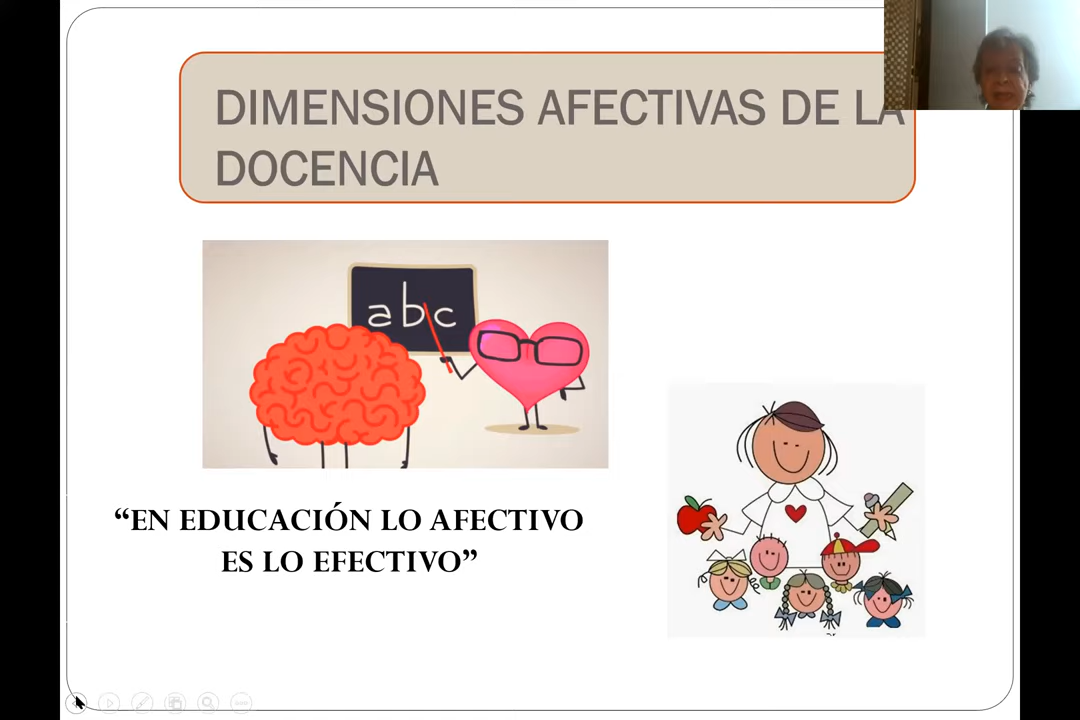 DIMENSIONES AFECTIVAS DE LA
DOCENCIA
abc
“EN EDUCACIÓN LO AFECTIVO
ES LO EFECTIVO”